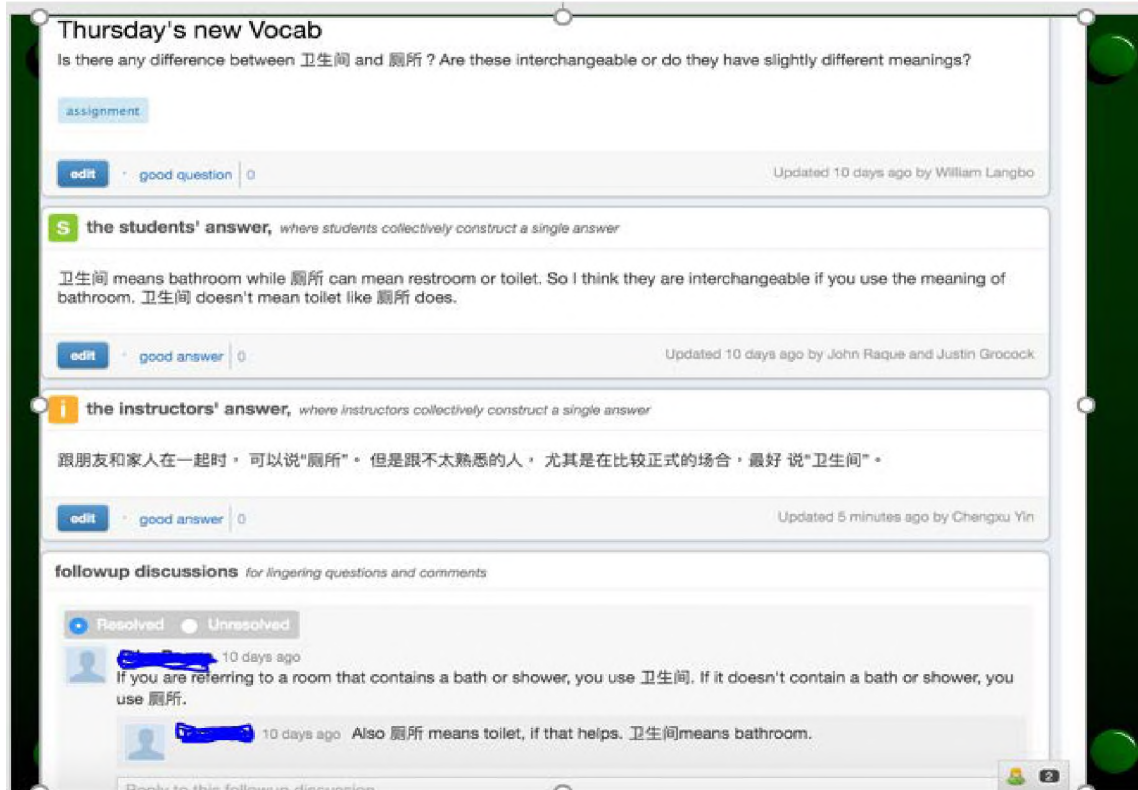 Thursday's new Vocab
Is there any difference between 卫生间 and 厕所 ? Are these interchangeable or do they have slightly different meanings?
assignment
edit · good question 0 Updated 10 days ago by William Langbo
S the students' answer, where students collectively construct a single answer
卫生间 means bathroom while 厕所 can mean restroom or toilet. So I think they are interchangeable if you use the meaning of
bathroom. 卫生间 doesn't mean toilet like 厕所 does.
edit · good answer 0 Updated 10 days ago by John Raque and Justin Grocock
i the instructors' answer, where instructors collectively construct a single answer
跟朋友和家人在一起时， 可以说"厕所"。 但是跟不太熟悉的人， 尤其是在比较正式的场合，最好 说"卫生间"。
edit · good answer 0 Updated 5 minutes ago by Chengxu Yin
followup discussions for lingering questions and comments
Resolved Unresolved
10 days ago
If you are referring to a room that contains a bath or shower, you use 卫生间. If it doesn't contain a bath or shower, you
use 厕所.
10 days ago Also 厕所 means toilet, if that helps. 卫生间means bathroom.
2
Reply to this followup discussion